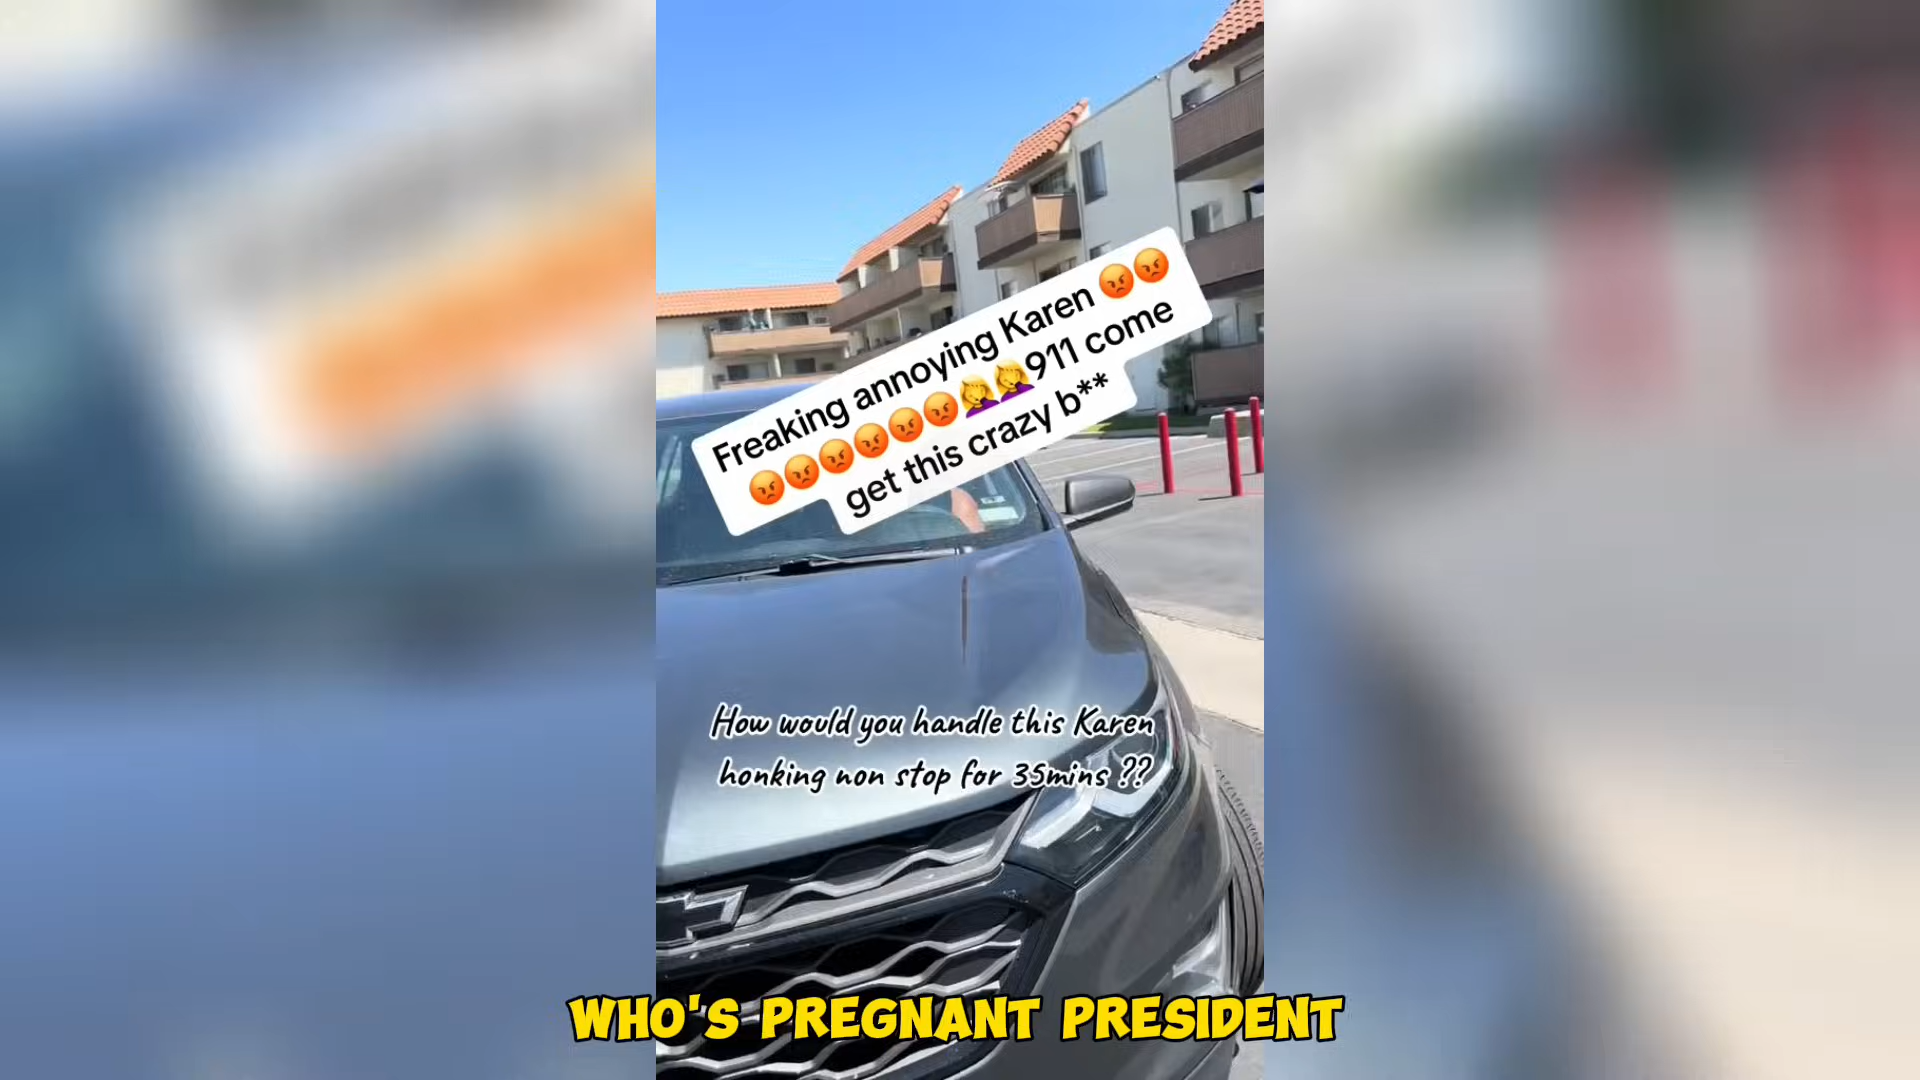 Freaking annoying Karen 😡😡
😡😡😡😡😡😡🤦‍♀️🤦‍♀️911 come
get this crazy b**
How would you handle this Karen
honking non stop for 35mins ??
WHO'S PREGNANT PRESIDENT